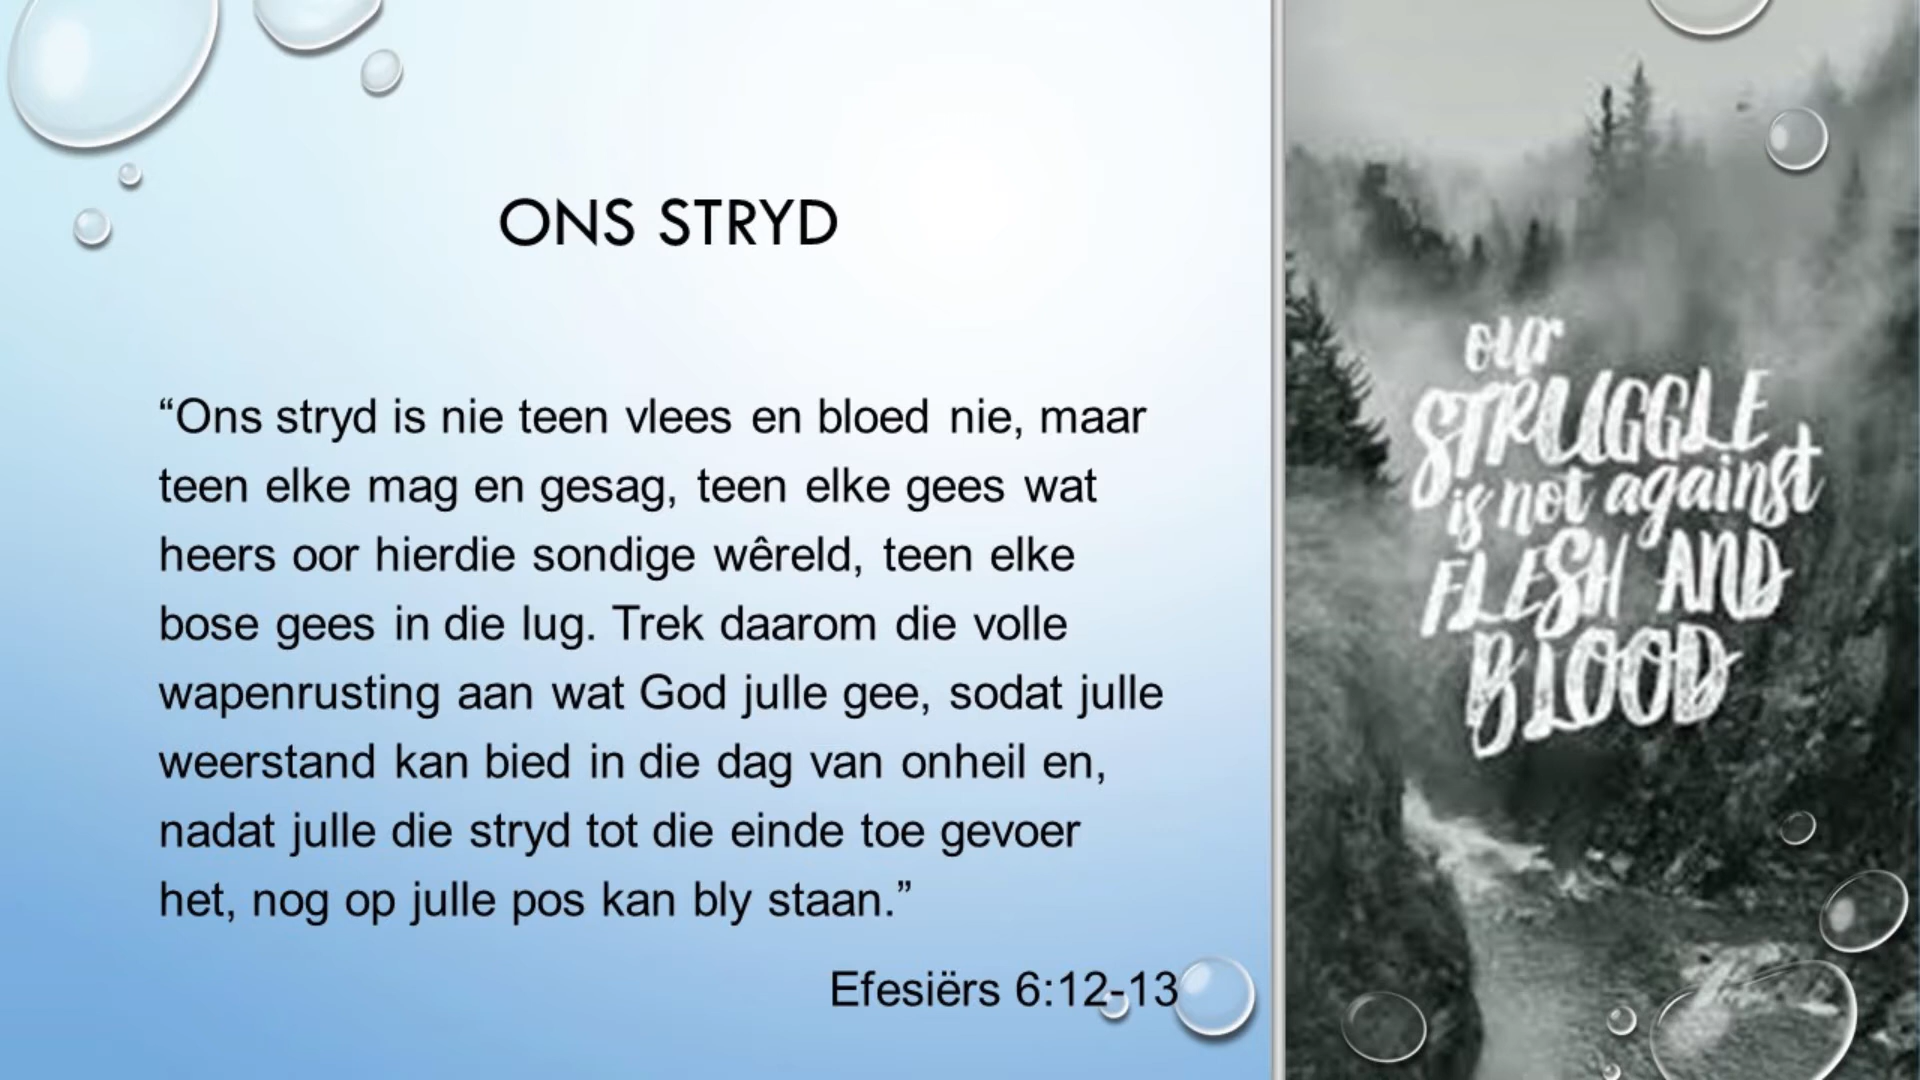 ONS STRYD
“Ons stryd is nie teen vlees en bloed nie, maar
teen elke mag en gesag, teen elke gees wat
heers oor hierdie sondige wêreld, teen elke
bose gees in die lug. Trek daarom die volle
wapenrusting aan wat God julle gee, sodat julle
weerstand kan bied in die dag van onheil en,
nadat julle die stryd tot die einde toe gevoer
het, nog op julle pos kan bly staan.”
Efesiërs 6:12-13
our
STRUGGLE
is not against
FLESH AND
BLOOD